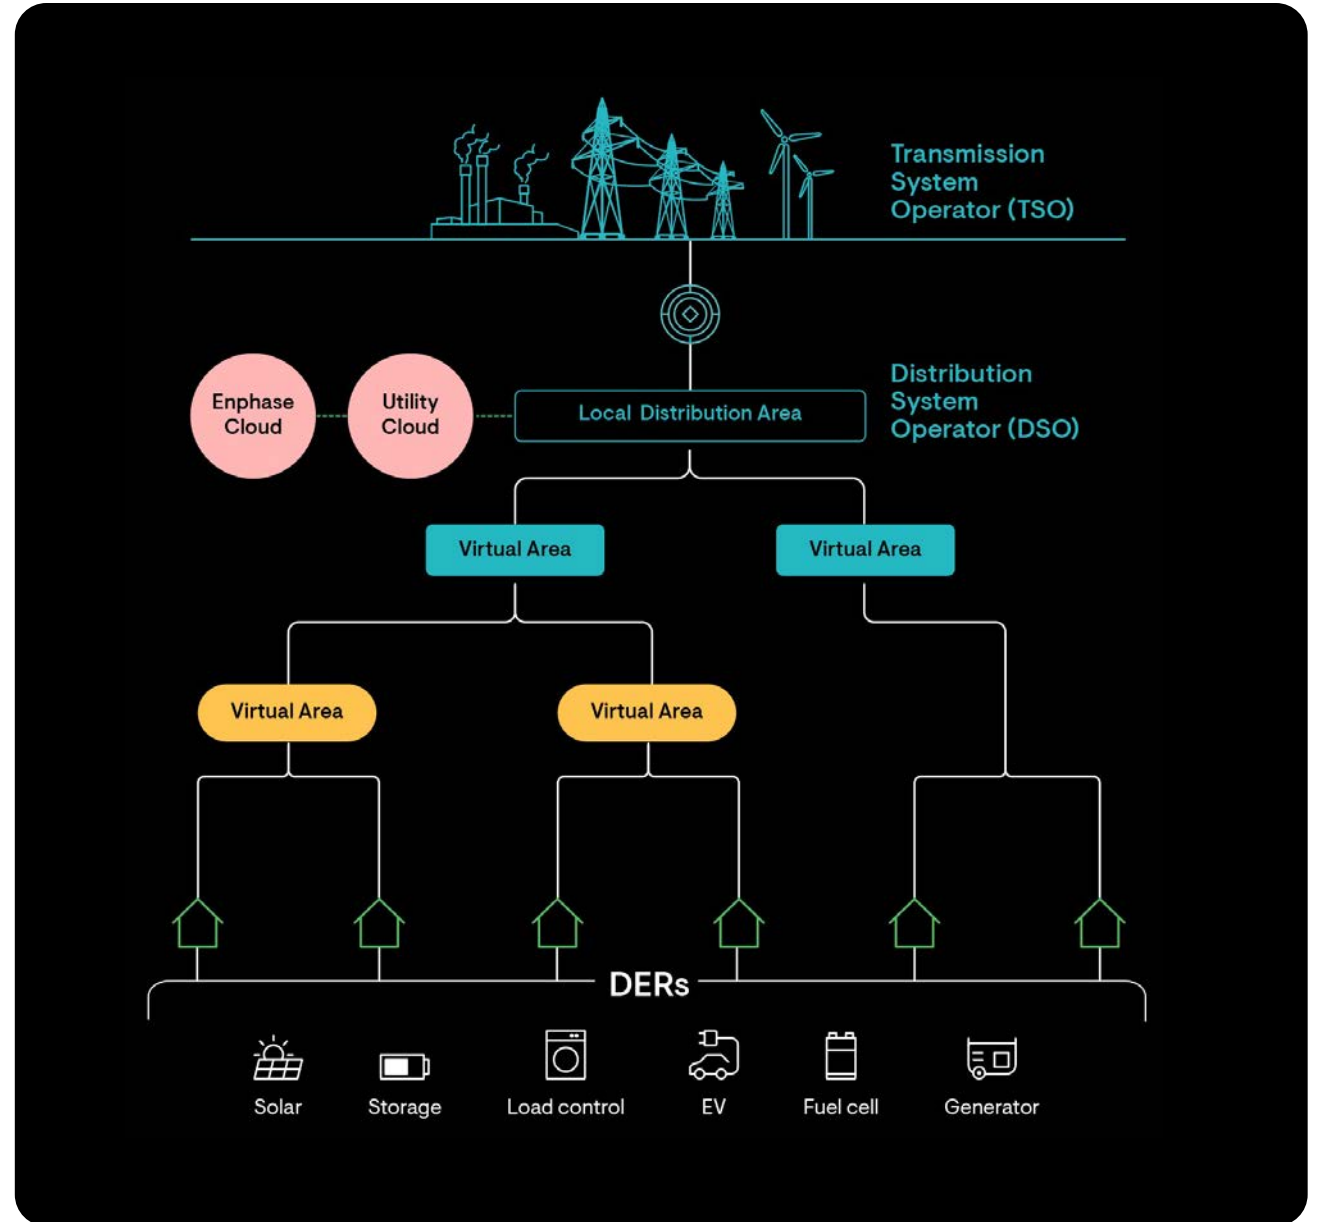 Transmission
System
Operator (TSO)
Enphase
Cloud
Utility
Cloud
Local Distribution Area
Distribution
System
Operator (DSO)
Virtual Area
Virtual Area
Virtual Area
Virtual Area
DERs
Solar
Storage
Load control
EV
Fuel cell
Generator